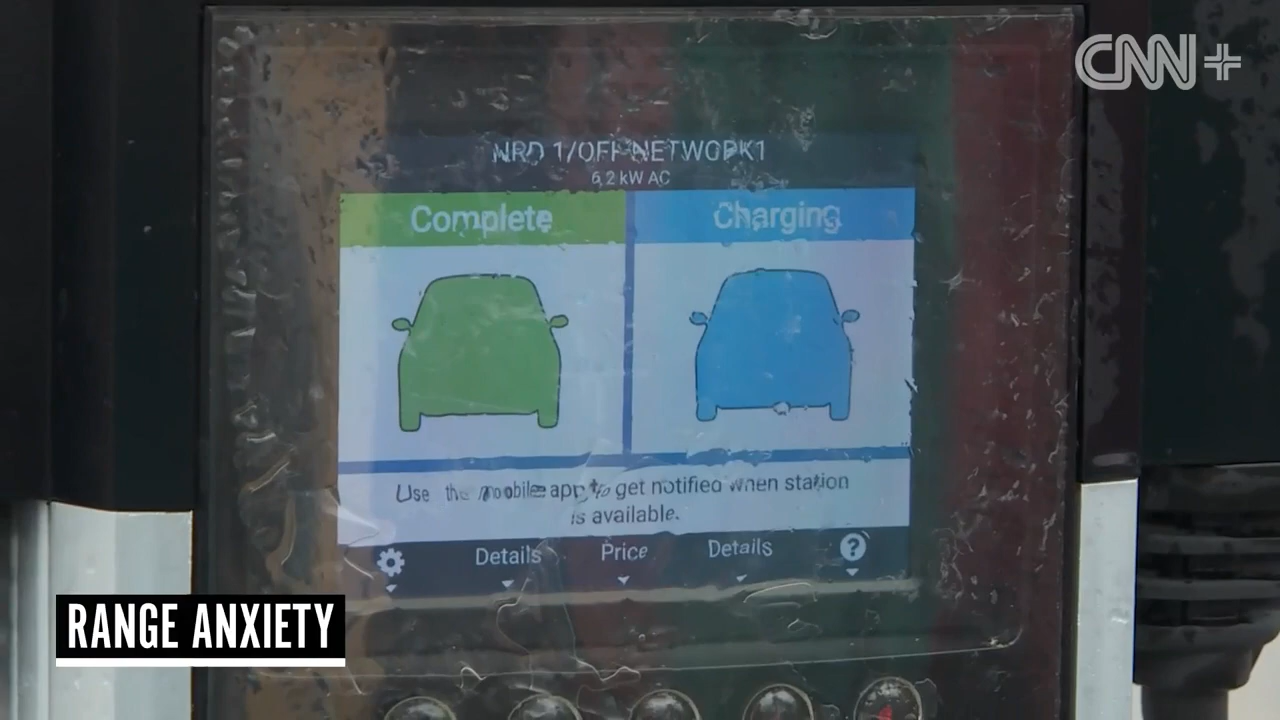 CNN+
NRD 1/OFF-NETWORK1
6.2 kW AC
Complete
Charging
Use the mobile app to get notified when station
is available.
Details
Price
Details
?
RANGE ANXIETY